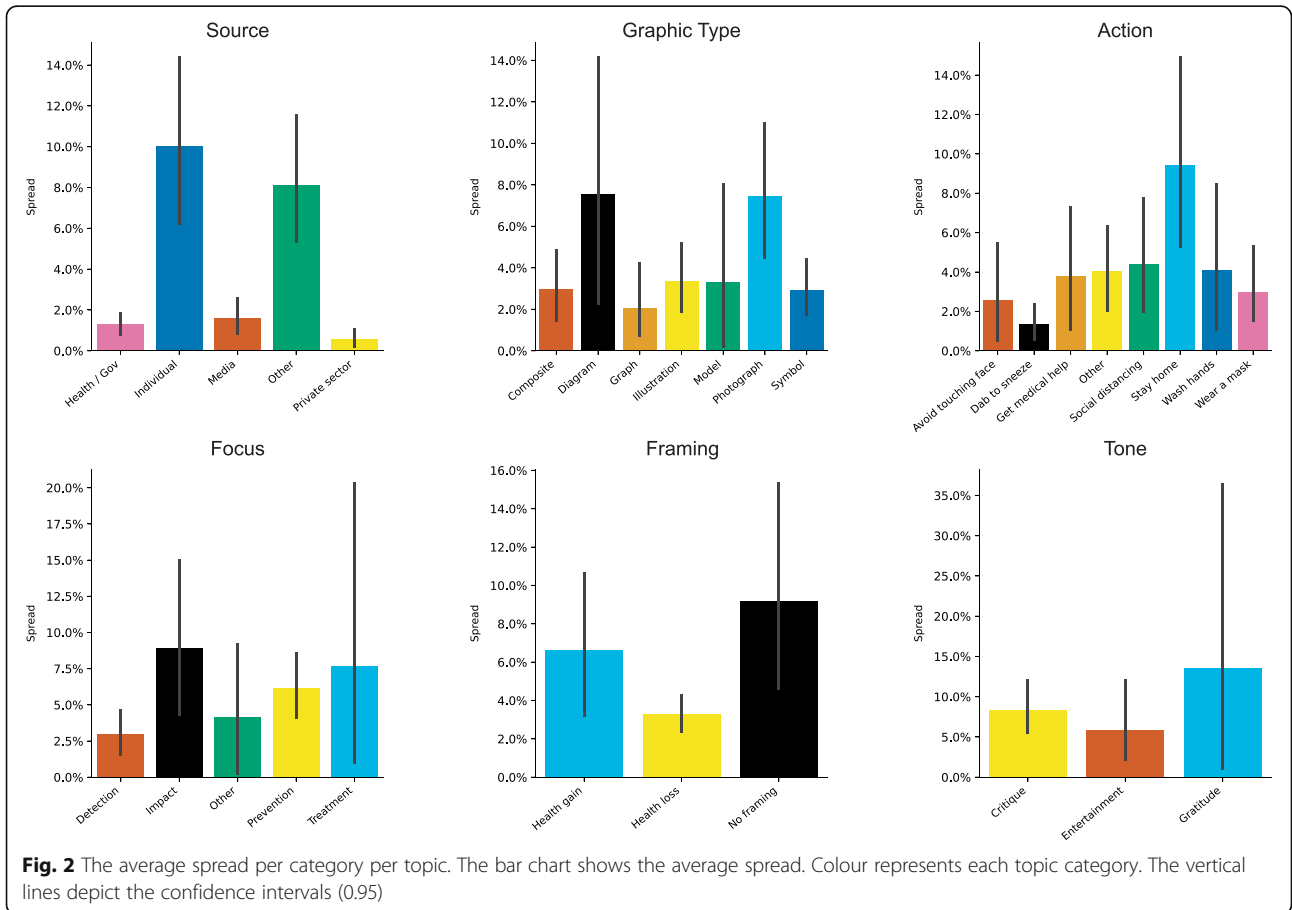 Source
Spread
14.0%
12.0%
10.0%
8.0%
6.0%
4.0%
2.0%
0.0%
Health / Gov
Individual
Media
Other
Private sector
Graphic Type
Spread
14.0%
12.0%
10.0%
8.0%
6.0%
4.0%
2.0%
0.0%
Composite
Diagram
Graph
Illustration
Model
Photograph
Symbol
Action
Spread
14.0%
12.0%
10.0%
8.0%
6.0%
4.0%
2.0%
0.0%
Avoid touching face
Dab to sneeze
Get medical help
Other
Social distancing
Stay home
Wash hands
Wear a mask
Focus
Spread
20.0%
17.5%
15.0%
12.5%
10.0%
7.5%
5.0%
2.5%
0.0%
Detection
Impact
Other
Prevention
Treatment
Framing
Spread
16.0%
14.0%
12.0%
10.0%
8.0%
6.0%
4.0%
2.0%
0.0%
Health gain
Health loss
No framing
Tone
Spread
35.0%
30.0%
25.0%
20.0%
15.0%
10.0%
5.0%
0.0%
Critique
Entertainment
Gratitude
Fig. 2 The average spread per category per topic. The bar chart shows the average spread. Colour represents each topic category. The vertical
lines depict the confidence intervals (0.95)